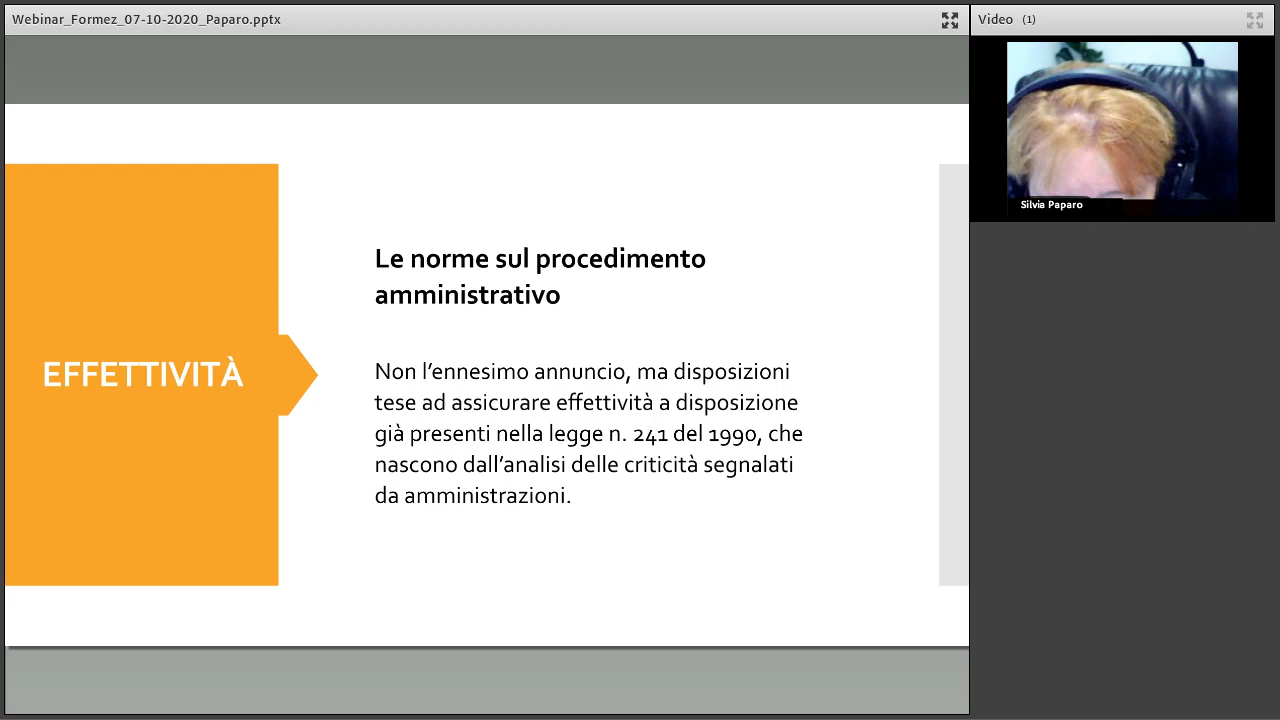 Webinar_Formez_07-10-2020_Paparo.pptx
Video (1)
Silvia Paparo
EFFETTIVITÀ
Le norme sul procedimento
amministrativo
Non l’ennesimo annuncio, ma disposizioni
tese ad assicurare effettività a disposizione
già presenti nella legge n. 241 del 1990, che
nascono dall’analisi delle criticità segnalati
da amministrazioni.